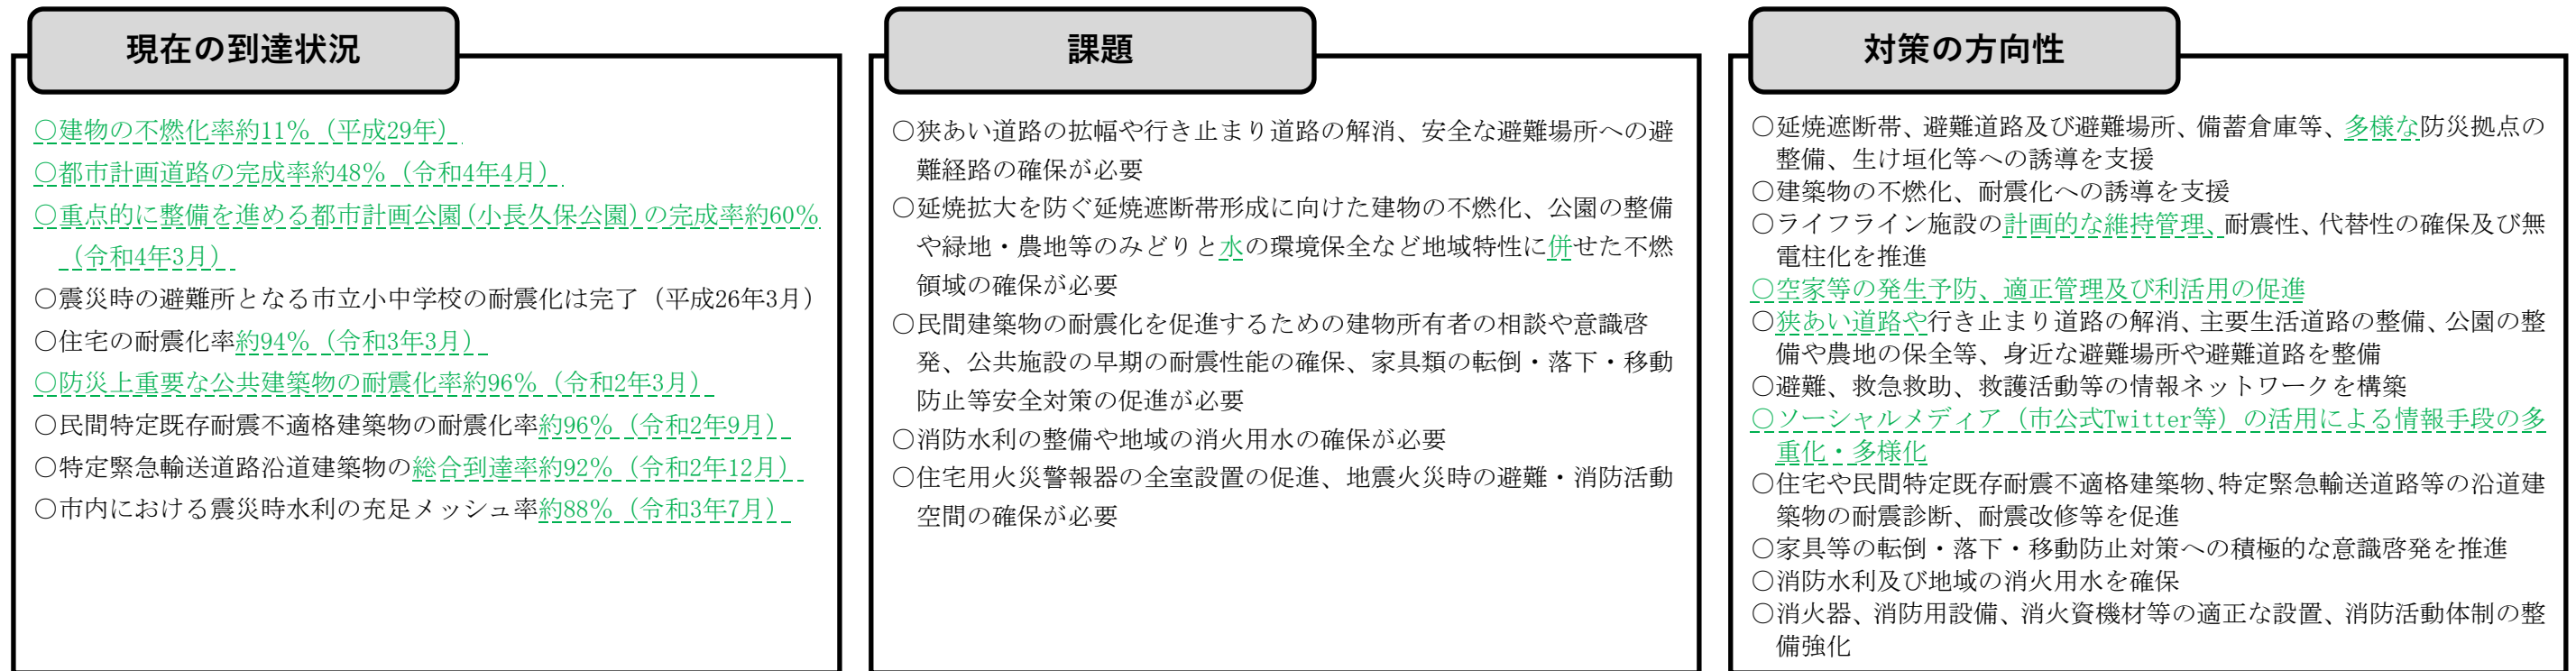 現在の到達状況
○建物の不燃化率約11％（平成29年）
○都市計画道路の完成率約48％（令和4年4月）
○重点的に整備を進める都市計画公園(小長久保公園)の完成率約60％
（令和4年3月）
○震災時の避難所となる市立小中学校の耐震化は完了（平成26年3月）
○住宅の耐震化率約94％（令和3年3月）
○防災上重要な公共建築物の耐震化率約96％（令和2年3月）
○民間特定既存耐震不適格建築物の耐震化率約96％（令和2年9月）
○特定緊急輸送道路沿道建築物の総合到達率約92％（令和2年12月）
○市内における震災時水利の充足メッシュ率約88％（令和3年7月）
課題
○狭あい道路の拡幅や行き止まり道路の解消、安全な避難場所への避
難経路の確保が必要
○延焼拡大を防ぐ延焼遮断帯形成に向けた建物の不燃化、公園の整備
や緑地・農地等のみどりと水の環境保全など地域特性に併せた不燃
領域の確保が必要
○民間建築物の耐震化を促進するための建物所有者の相談や意識啓
発、公共施設の早期の耐震性能の確保、家具類の転倒・落下・移動
防止等安全対策の促進が必要
○消防水利の整備や地域の消火用水の確保が必要
○住宅用火災警報器の全室設置の促進、地震火災時の避難・消防活動
空間の確保が必要
対策の方向性
○延焼遮断帯、避難道路及び避難場所、備蓄倉庫等、多様な防災拠点の
整備、生け垣化等への誘導を支援
○建築物の不燃化、耐震化への誘導を支援
○ライフライン施設の計画的な維持管理、耐震性、代替性の確保及び無
電柱化を推進
○空家等の発生予防、適正管理及び利活用の促進
○狭あい道路や行き止まり道路の解消、主要生活道路の整備、公園の整
備や農地の保全等、身近な避難場所や避難道路を整備
○避難、救急救助、救護活動等の情報ネットワークを構築
○ソーシャルメディア（市公式Twitter等）の活用による情報手段の多
重化・多様化
○住宅や民間特定既存耐震不適格建築物、特定緊急輸送道路等の沿道建
築物の耐震診断、耐震改修等を促進
○家具等の転倒・落下・移動防止対策への積極的な意識啓発を推進
○消防水利及び地域の消火用水を確保
○消火器、消防用設備、消火資機材等の適正な設置、消防活動体制の整
備強化